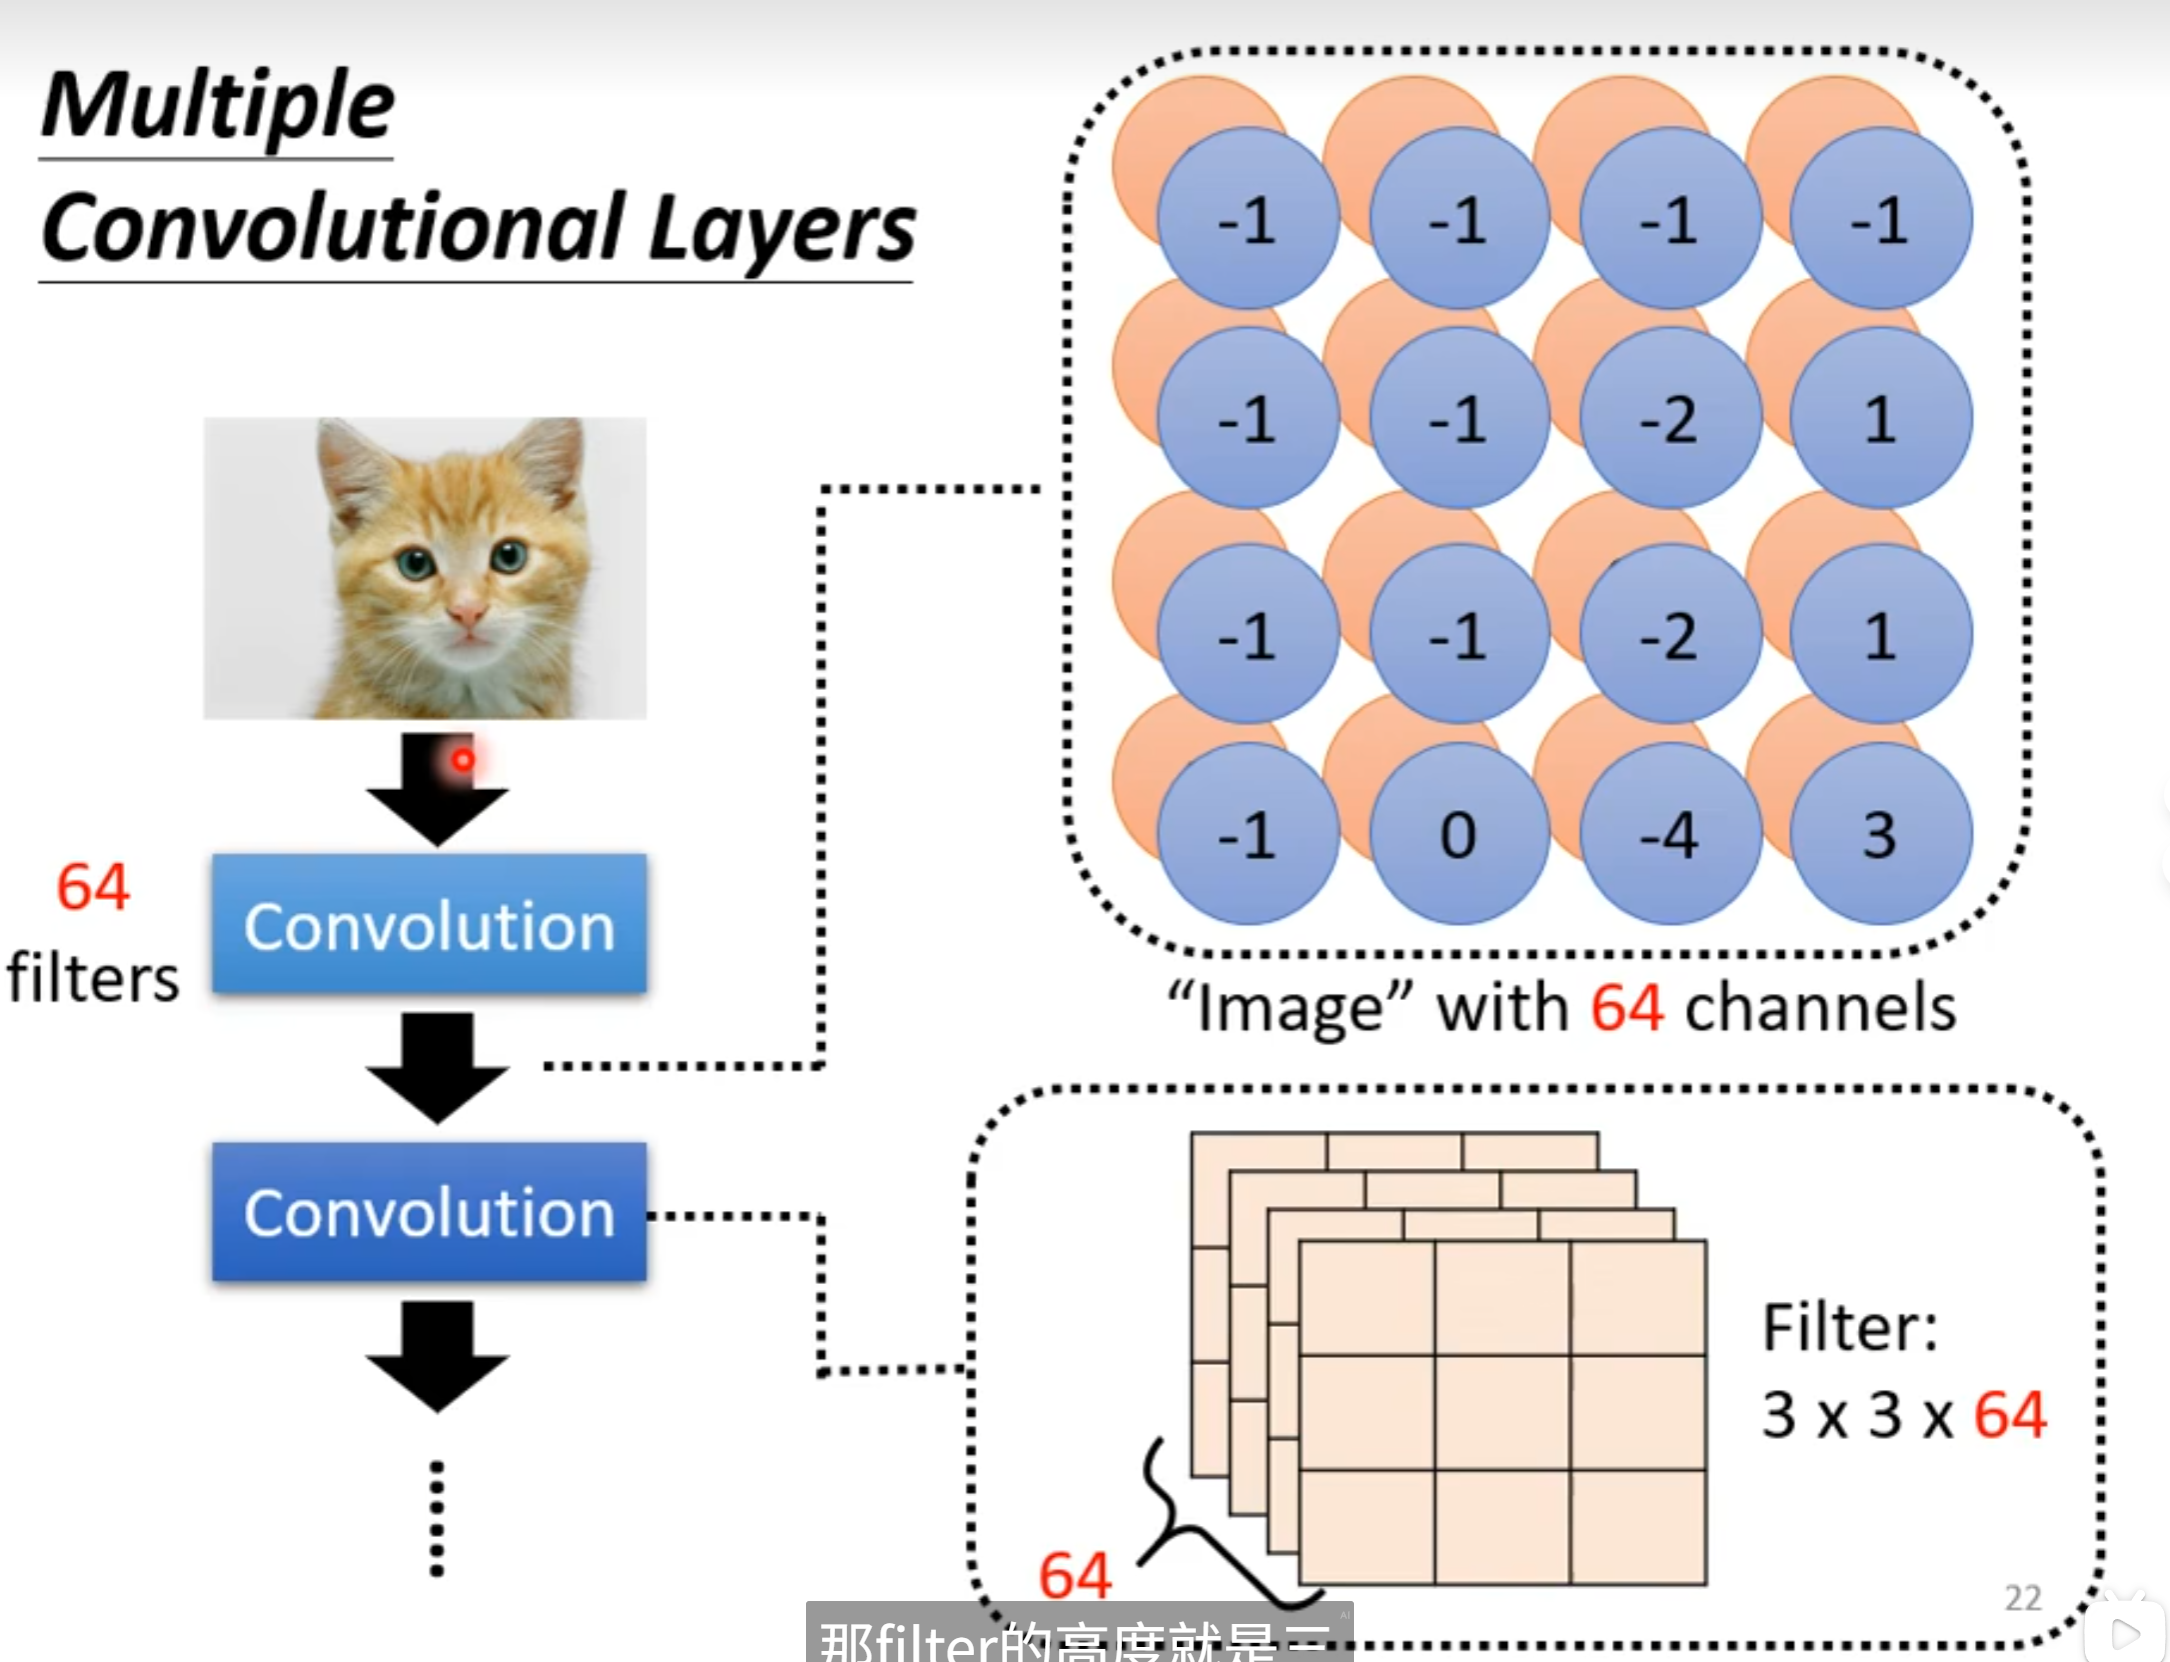 Multiple
Convolutional Layers
-1 -1 -1 -1
-1 -1 -2 1
-1 -1 -2 1
-1 0 -4 3
"Image" with 64 channels
64
filters
Convolution
Convolution
Filter:
3 x 3 x 64
64
22
AI
那filter的高度就是三